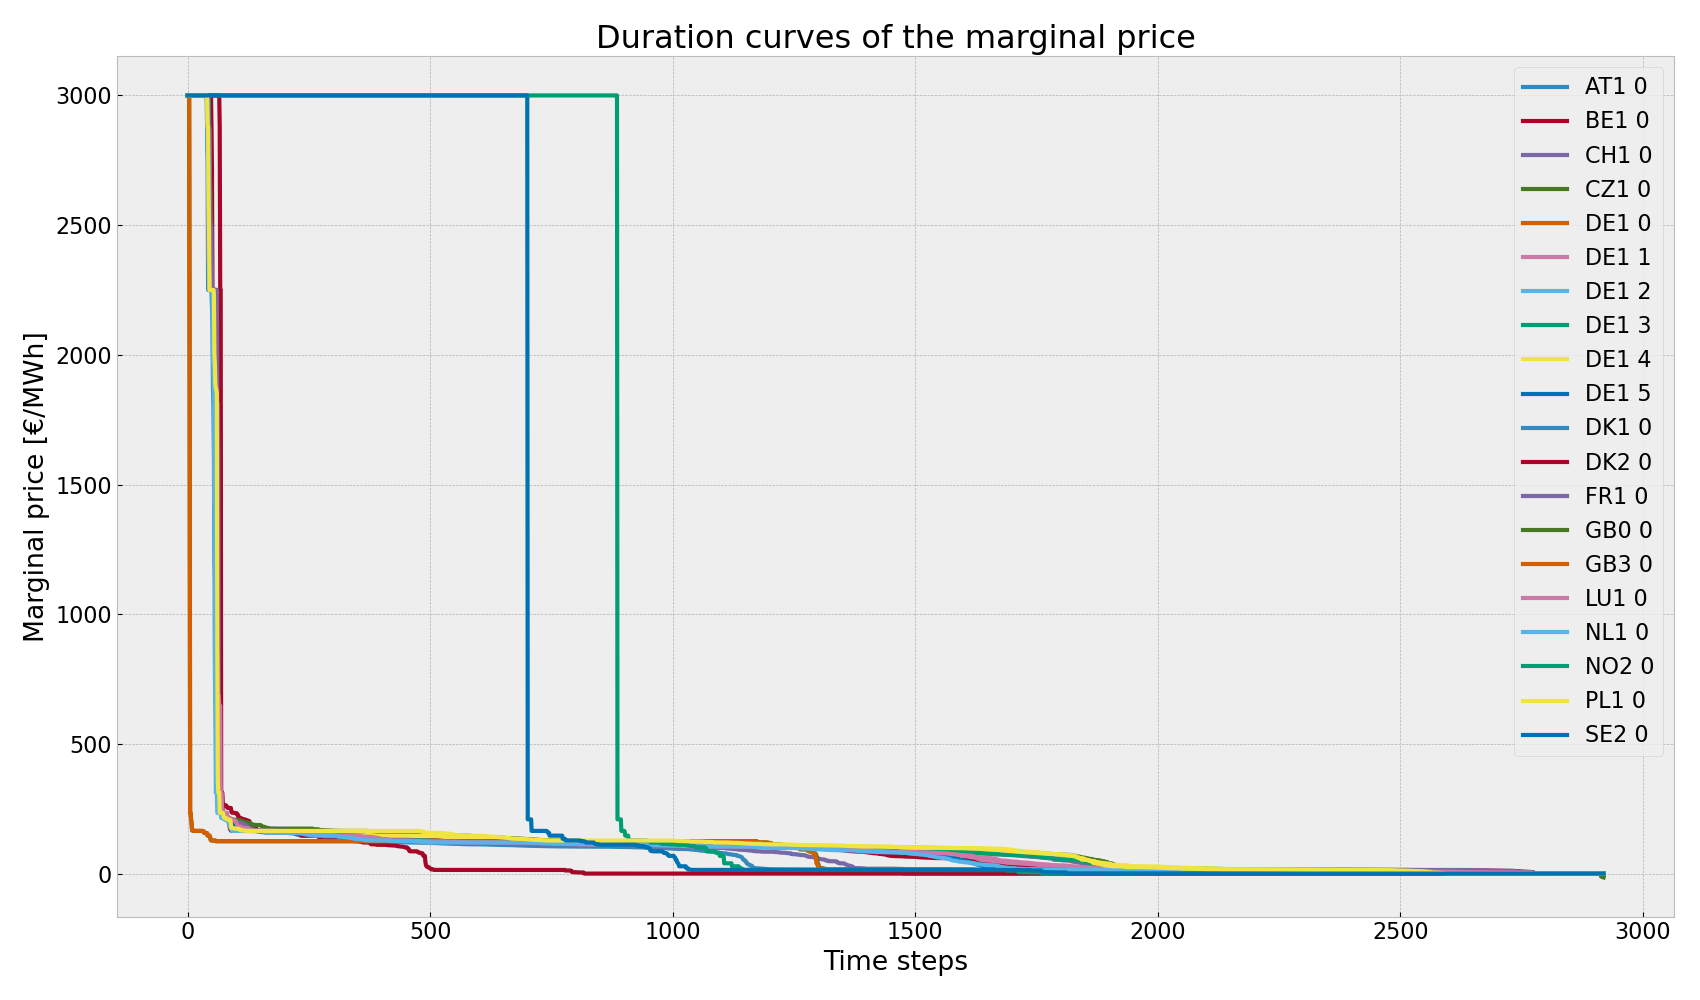 Duration curves of the marginal price
Marginal price [€/MWh]
3000
2500
2000
1500
1000
500
0
0
500
1000
1500
2000
2500
3000
Time steps
AT1 0
BE1 0
CH1 0
CZ1 0
DE1 0
DE1 1
DE1 2
DE1 3
DE1 4
DE1 5
DK1 0
DK2 0
FR1 0
GB0 0
GB3 0
LU1 0
NL1 0
NO2 0
PL1 0
SE2 0